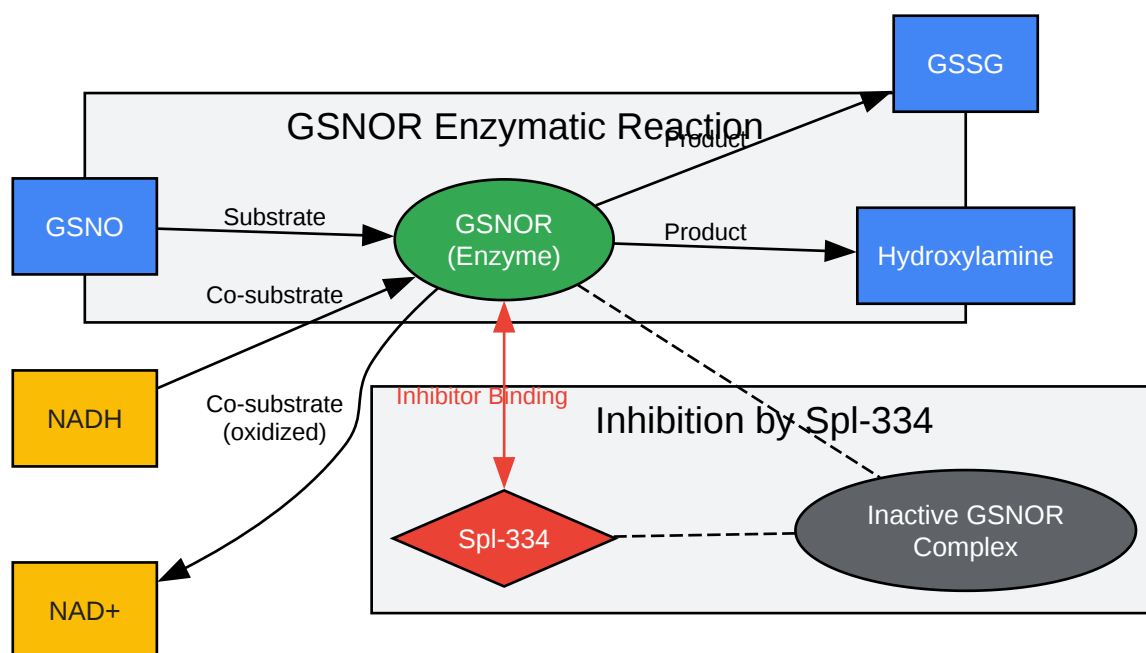 GSSG
GSNOR Enzymatic Reaction
Product
GSNO
Substrate
GSNOR
(Enzyme)
Product
Hydroxylamine
Co-substrate
NADH
Co-substrate
(oxidized)
Inhibitor Binding
Inhibition by Spl-334
Spl-334
Inactive GSNOR
Complex
NAD+